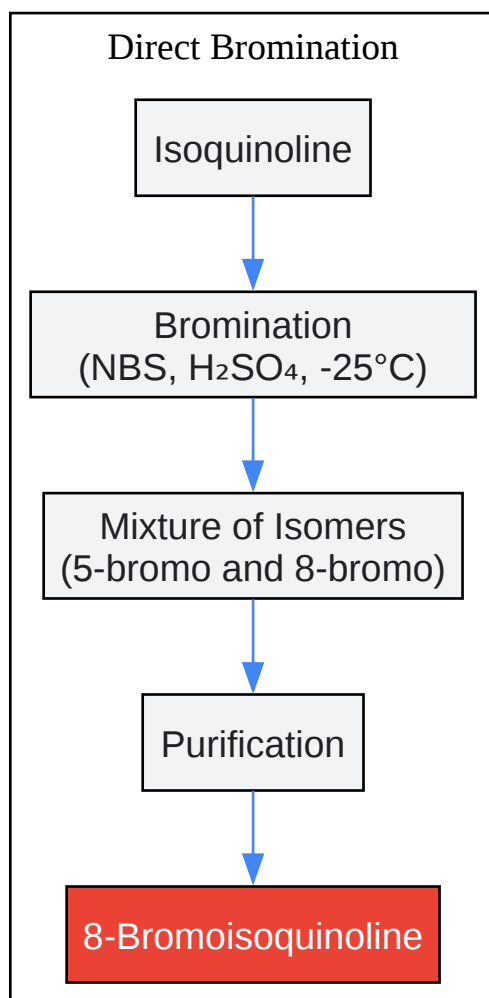 Direct Bromination
Isoquinoline
Bromination
(NBS, H₂SO₄, -25°C)
Mixture of Isomers
(5-bromo and 8-bromo)
Purification
8-Bromoisoquinoline